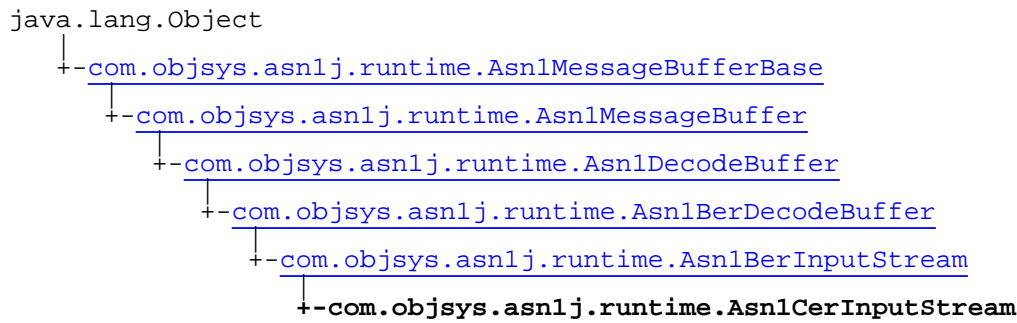 java.lang.Object
+-com.objsys.asn1j.runtime.Asn1MessageBufferBase
+-com.objsys.asn1j.runtime.Asn1MessageBuffer
+-com.objsys.asn1j.runtime.Asn1DecodeBuffer
+-com.objsys.asn1j.runtime.Asn1BerDecodeBuffer
+-com.objsys.asn1j.runtime.Asn1BerInputStream
+-com.objsys.asn1j.runtime.Asn1CerInputStream